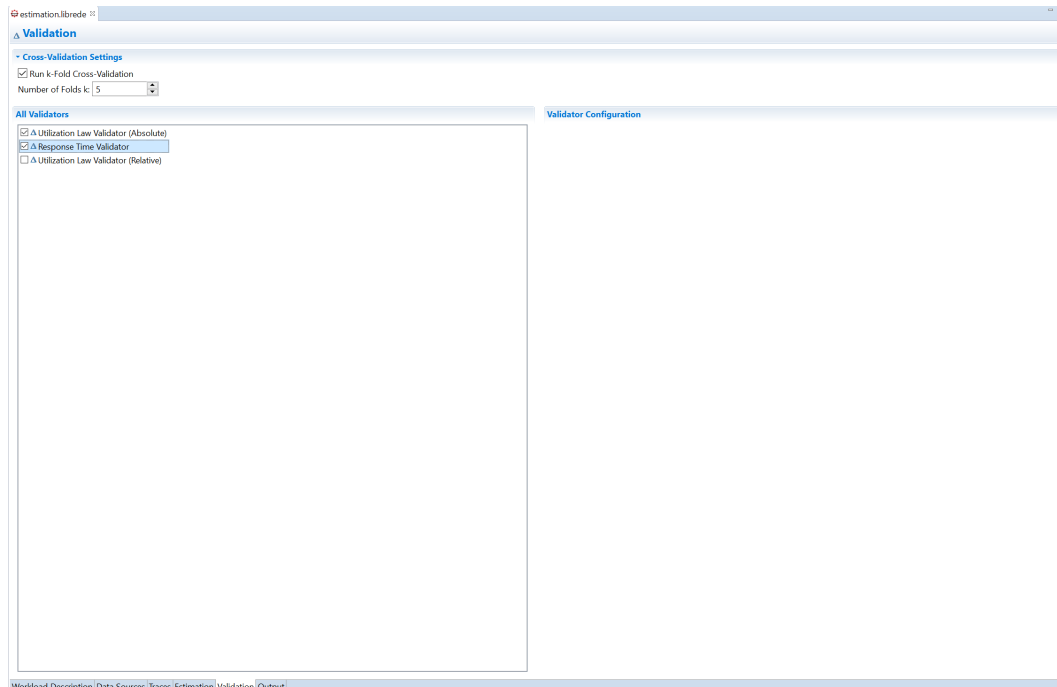 estimation.librede
Validation
Cross-Validation Settings
Run k-Fold Cross-Validation
Number of Folds k: 5
All Validators
Validator Configuration
Utilization Law Validator (Absolute)
Response Time Validator
Utilization Law Validator (Relative)
Workload Description Data Sources Traces Estimation Validation Output